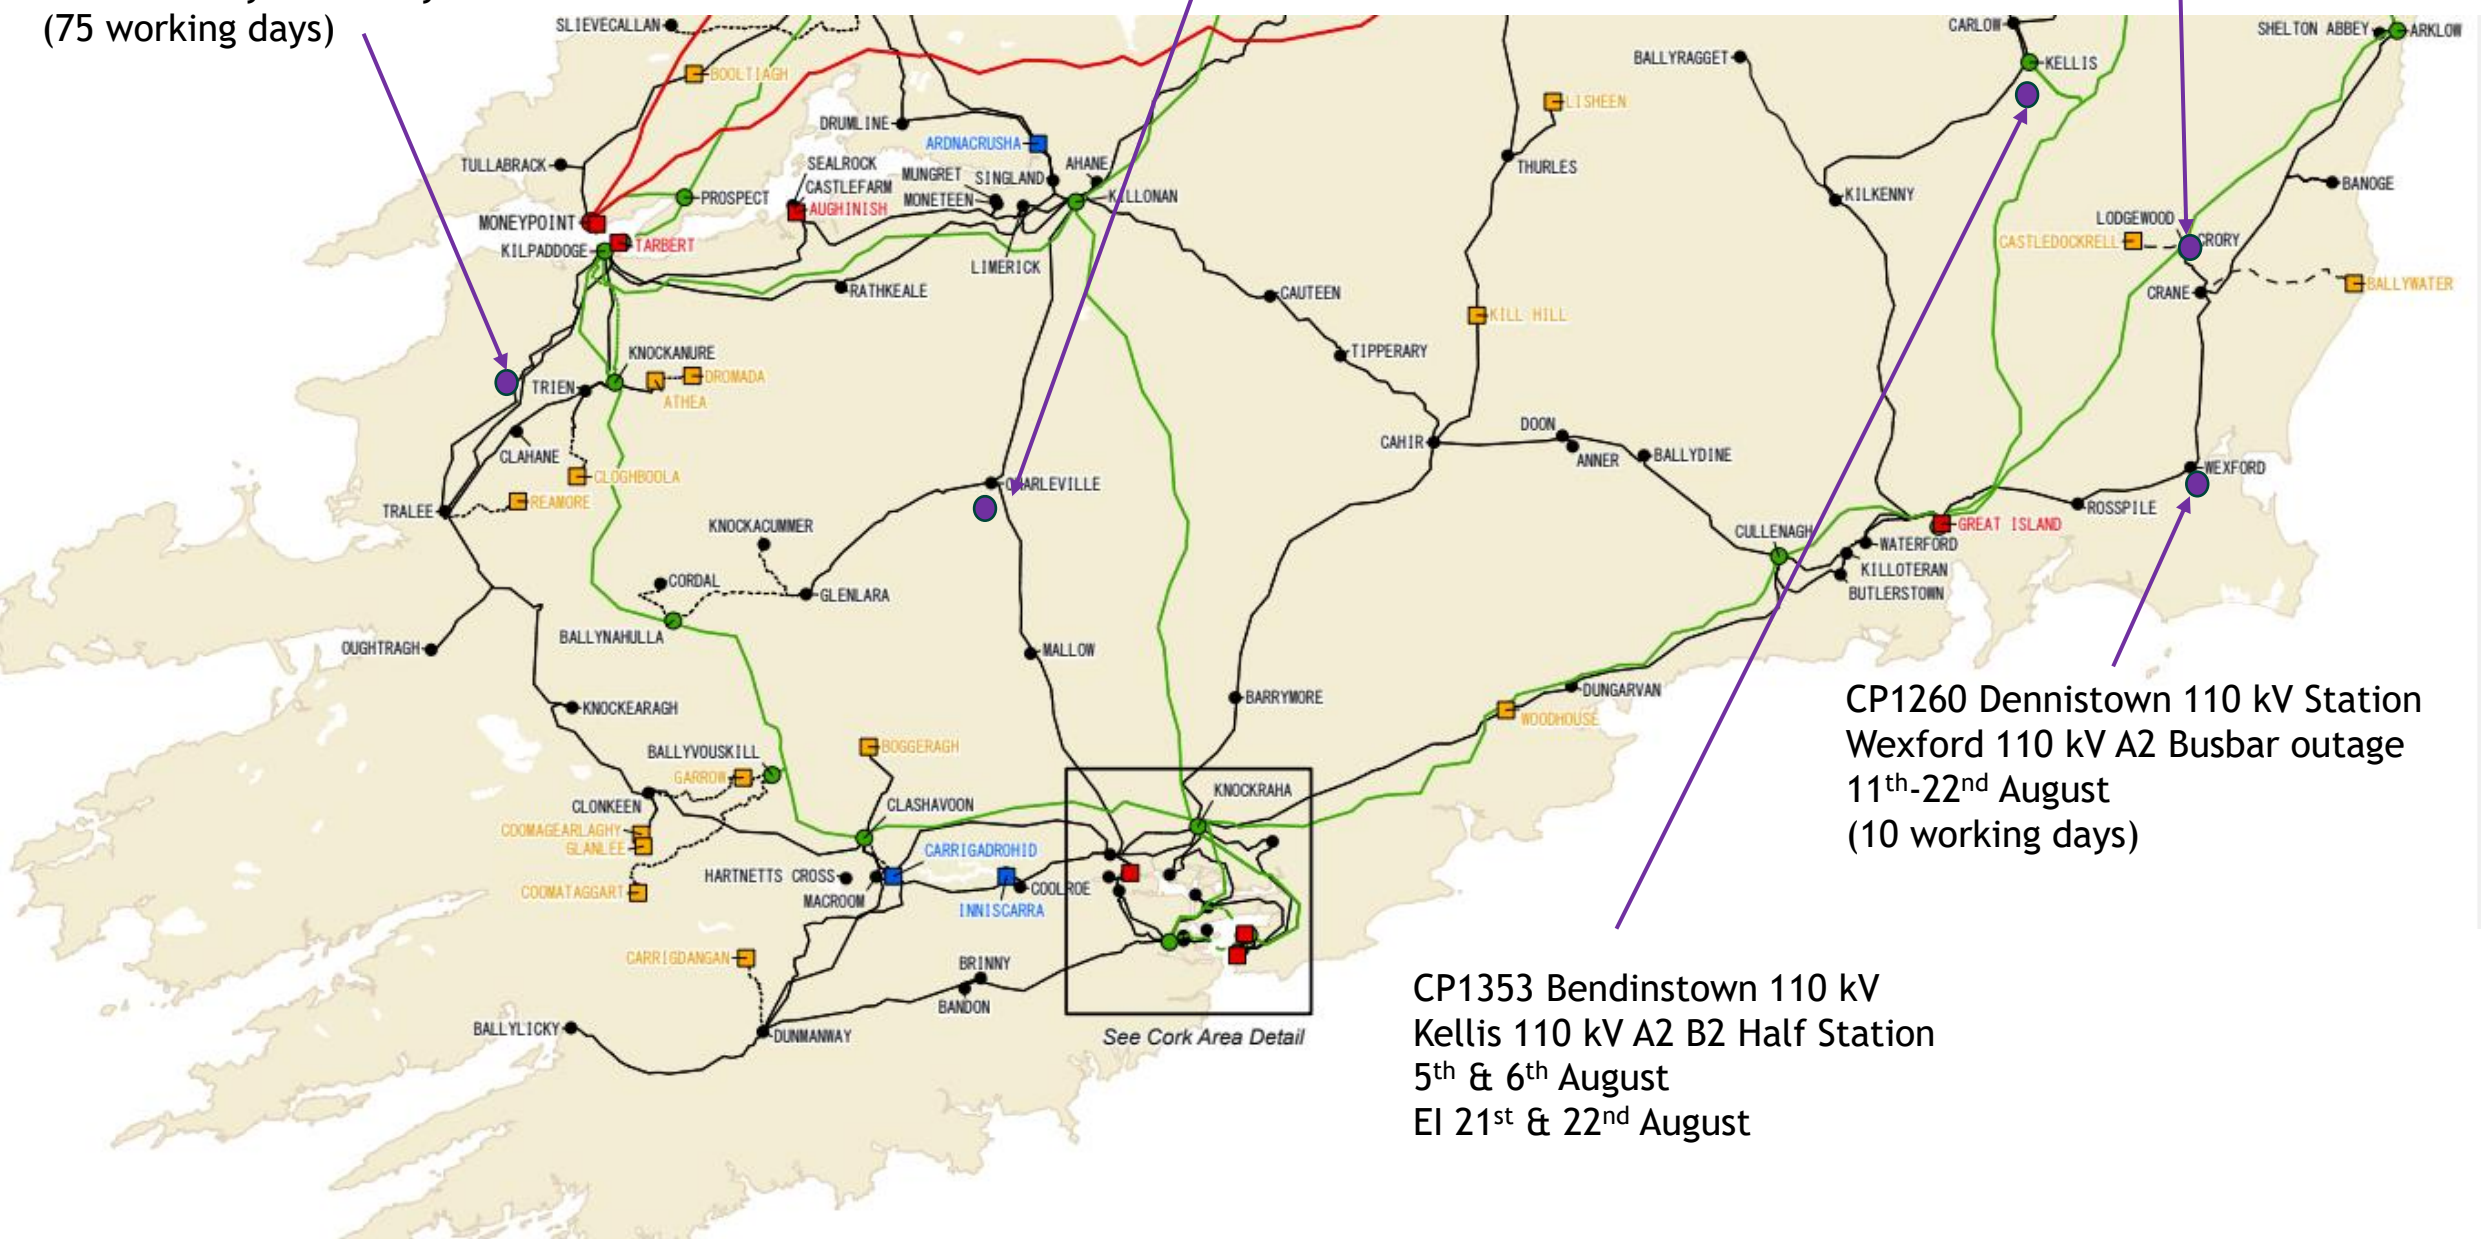 (75 working days)
SLIEVECALLAN
BOOLTIAGH
DRUMLINE
ARDNACRUSHA
TULLABRACK
SEALROCK
CASTLEFARM
AUGHINISH
MUNGRET
MONETEEN
SINGLAND
AHANE
KILLONAN
PROSPECT
MONEYPOINT
TARBERT
KILPADDOGE
LIMERICK
RATHKEALE
CARLOW
KELLIS
SHELTON ABBEY
ARKLOW
BALLYRAGGET
LISHEEN
THURLES
KILKENNY
BANOGE
LODGEWOOD
CASTLEDOCKRELL
CRORY
CRANE
BALLYWATER
CAUTEEN
KILL HILL
TIPPERARY
KNOCKANURE
TRIEN
DROMADA
ATHEA
CLAHANE
CLOGHBOOLA
REAMORE
TRALEE
CHARLEVILLE
KNOCKACUMMER
CORDAL
GLENLARA
BALLYNAHULLA
OUGHTRAGH
MALLOW
CAHIR
DOON
ANNER
BALLYDINE
WEXFORD
ROSSPILE
GREAT ISLAND
CULLENAGH
WATERFORD
KILLOTERAN
BUTLERSTOWN
KNOCKEARAGH
BARRYMORE
DUNGARVAN
WOODHOUSE
BALLYVOUSKILL
GARROW
BOGGERAGH
CLONKEEN
CLASHAVOON
KNOCKRAHA
COOMAGEARLAGHY
GLANLEE
COOMATAGGART
HARTNETTS CROSS
MACROOM
CARRIGADROHID
COOLROE
INNISCARRA
CARRIGDANGAN
BRINNY
BANDON
BALLYLICKY
DUNMANWAY
See Cork Area Detail
CP1260 Dennistown 110 kV Station
Wexford 110 kV A2 Busbar outage
11th-22nd August
(10 working days)
CP1353 Bendinstown 110 kV
Kellis 110 kV A2 B2 Half Station
5th & 6th August
EI 21st & 22nd August